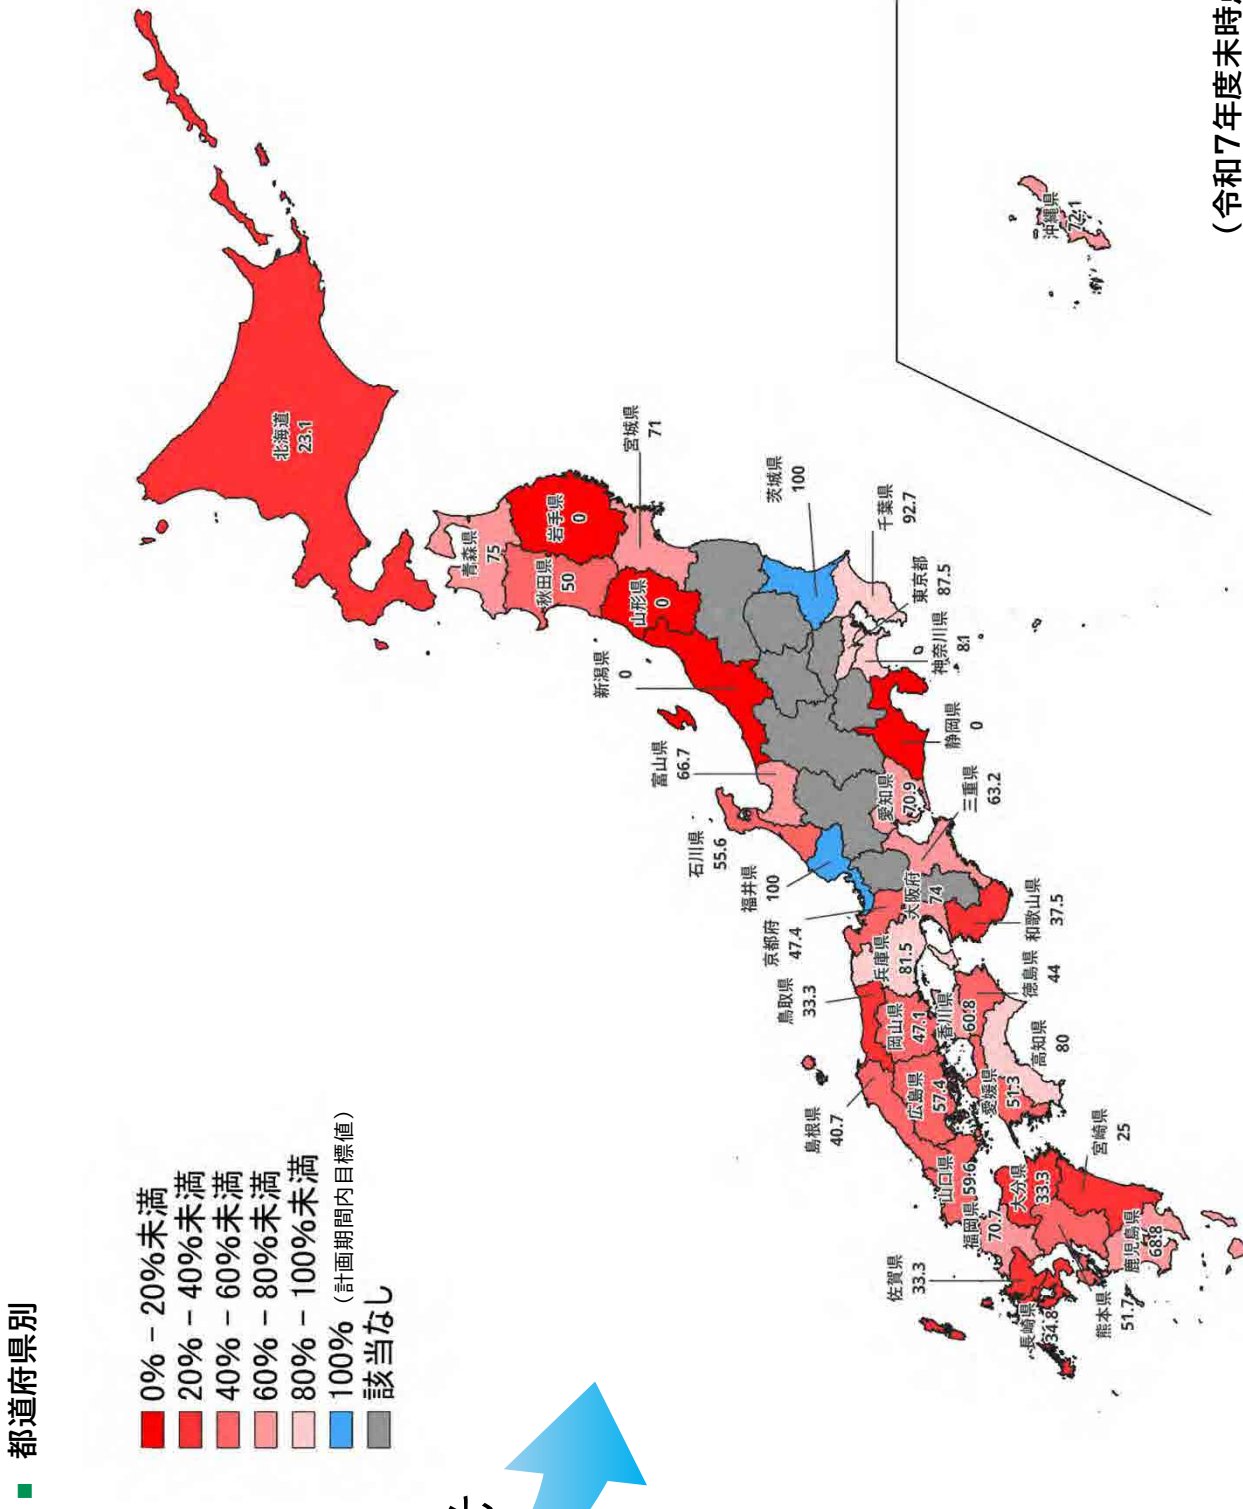 ■ 都道府県別
0% – 20%未満
20% – 40%未満
40% – 60%未満
60% – 80%未満
80% – 100%未満
100%（計画期間内目標値）
該当なし
北海道
23.1
青森県
75
岩手県
0
宮城県
71
秋田県
50
山形県
0
新潟県
0
茨城県
100
千葉県
92.7
東京都
87.5
神奈川県
81
静岡県
0
富山県
66.7
石川県
55.6
福井県
100
愛知県
70.9
三重県
63.2
京都府
47.4
大阪府
74
兵庫県
81.5
和歌山県
37.5
鳥取県
33.3
島根県
40.7
岡山県
47.1
広島県
57.4
山口県
59.6
徳島県
44
香川県
60.8
愛媛県
51.3
高知県
80
福岡県
70.7
佐賀県
33.3
長崎県
34.8
熊本県
51.7
大分県
33.3
宮崎県
25
鹿児島県
68.8
沖縄県
72.1
（令和7年度末時